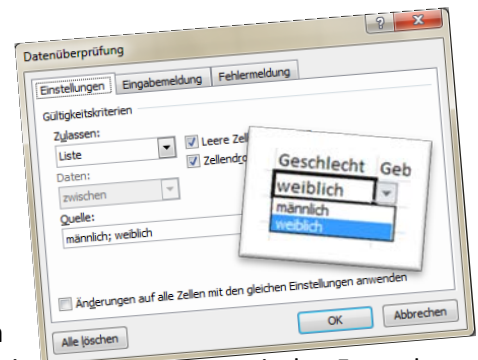 Datenüberprüfung
Einstellungen Eingabemeldung Fehlermeldung
Gültigkeitskriterien
Zulassen:
Liste
Leere
Daten:
zwischen
Quelle:
männlich; weiblich
Geschlecht Geb
weiblich
männlich
weiblich
Änderungen auf alle Zellen mit den gleichen Einstellungen anwenden
Alle löschen
OK
Abbrechen